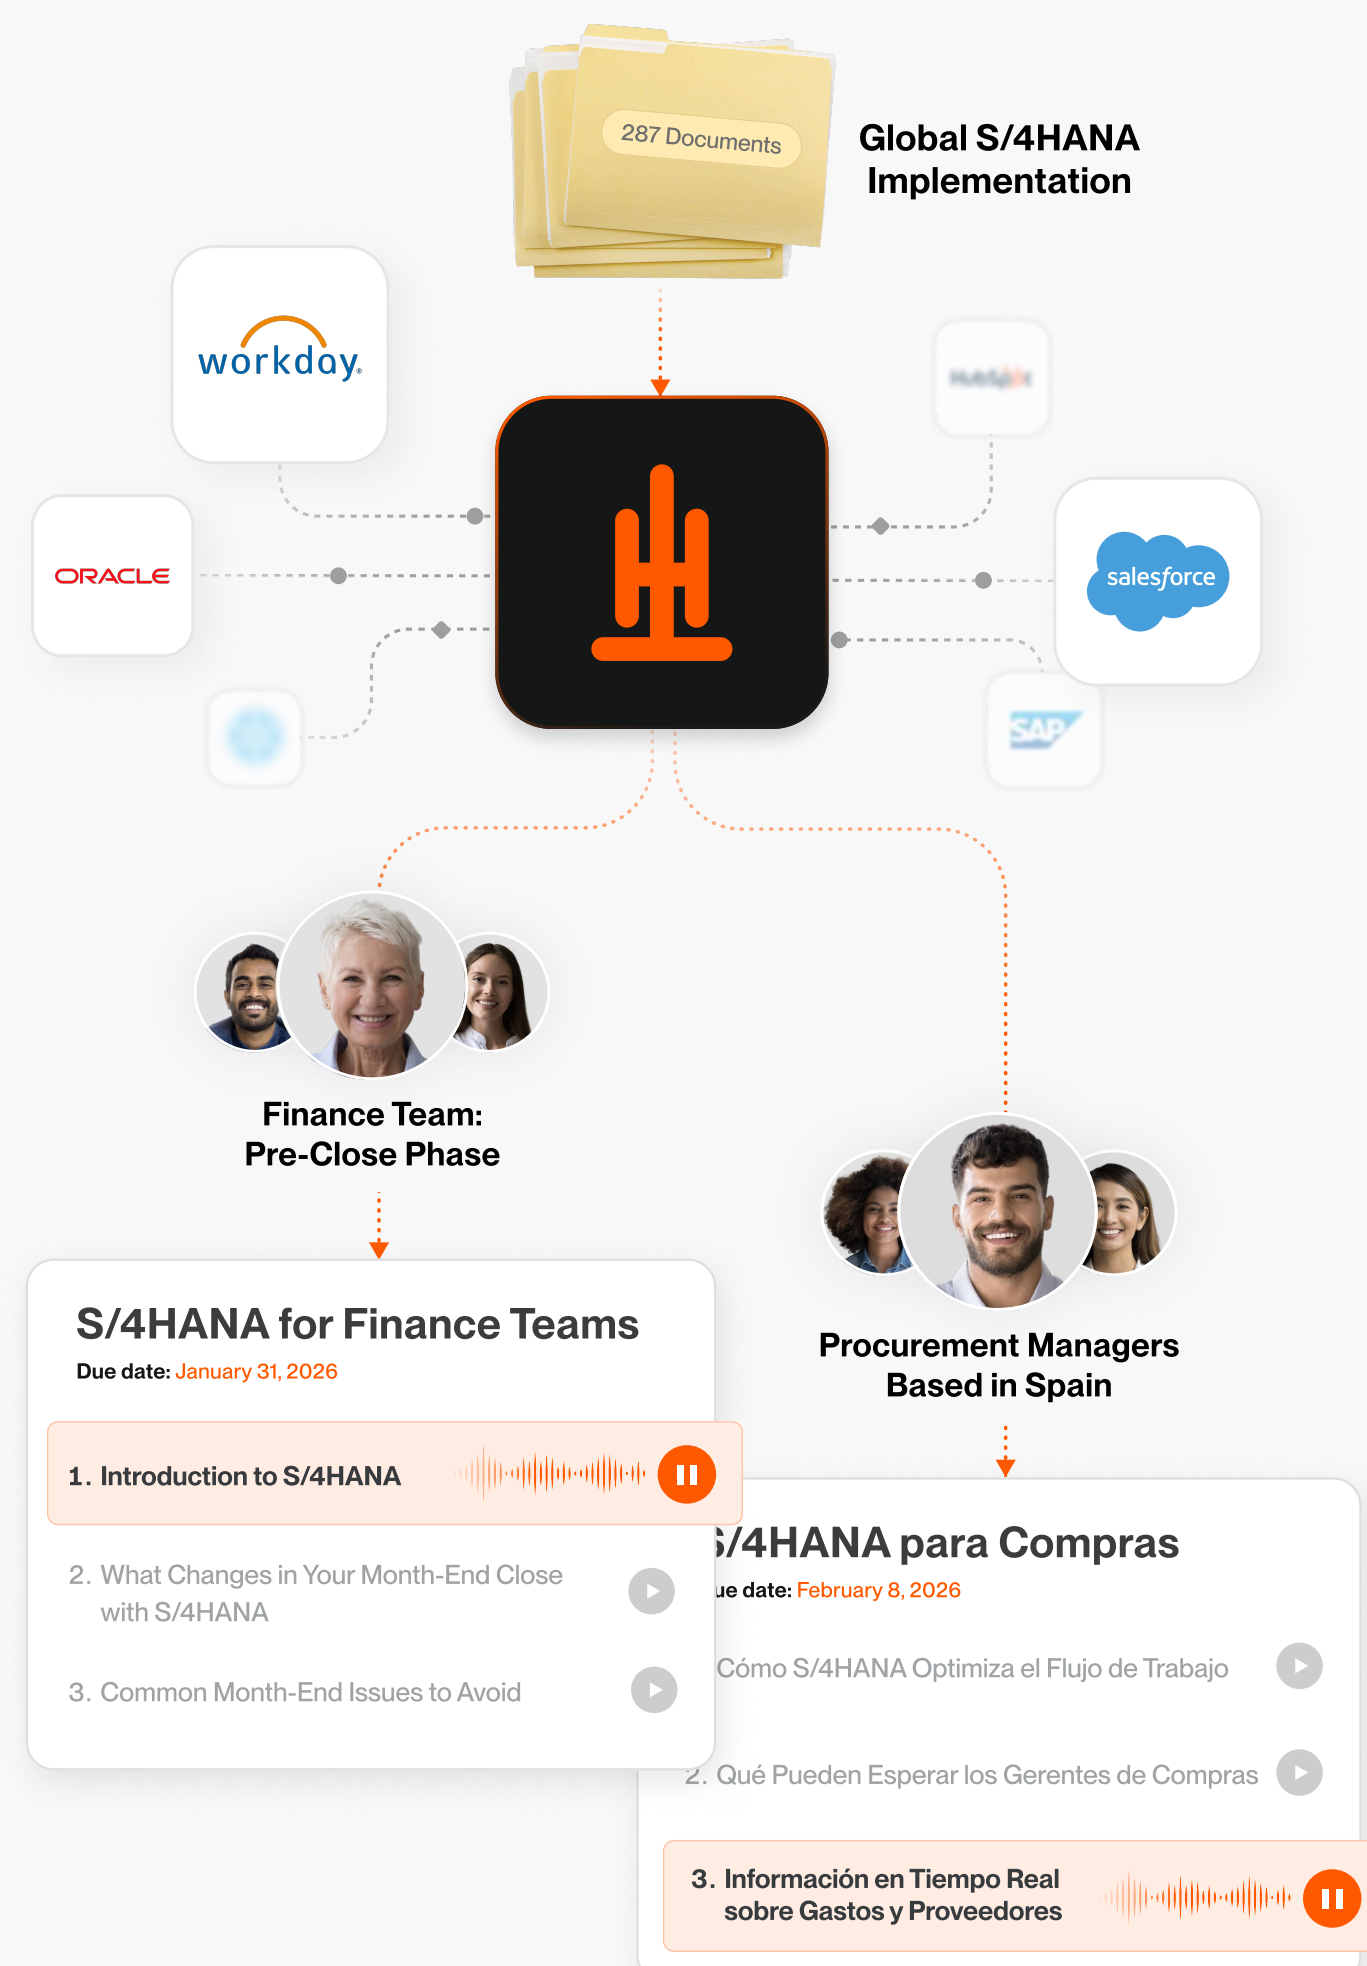 287 Documents
Global S/4HANA
Implementation
workday
HubSpot
ORACLE
salesforce
SAP
Finance Team:
Pre-Close Phase
S/4HANA for Finance Teams
Due date: January 31, 2026
1. Introduction to S/4HANA
2. What Changes in Your Month-End Close
with S/4HANA
3. Common Month-End Issues to Avoid
Procurement Managers
Based in Spain
S/4HANA para Compras
ue date: February 8, 2026
Cómo S/4HANA Optimiza el Flujo de Trabajo
2. Qué Pueden Esperar los Gerentes de Compras
3. Información en Tiempo Real
sobre Gastos y Proveedores